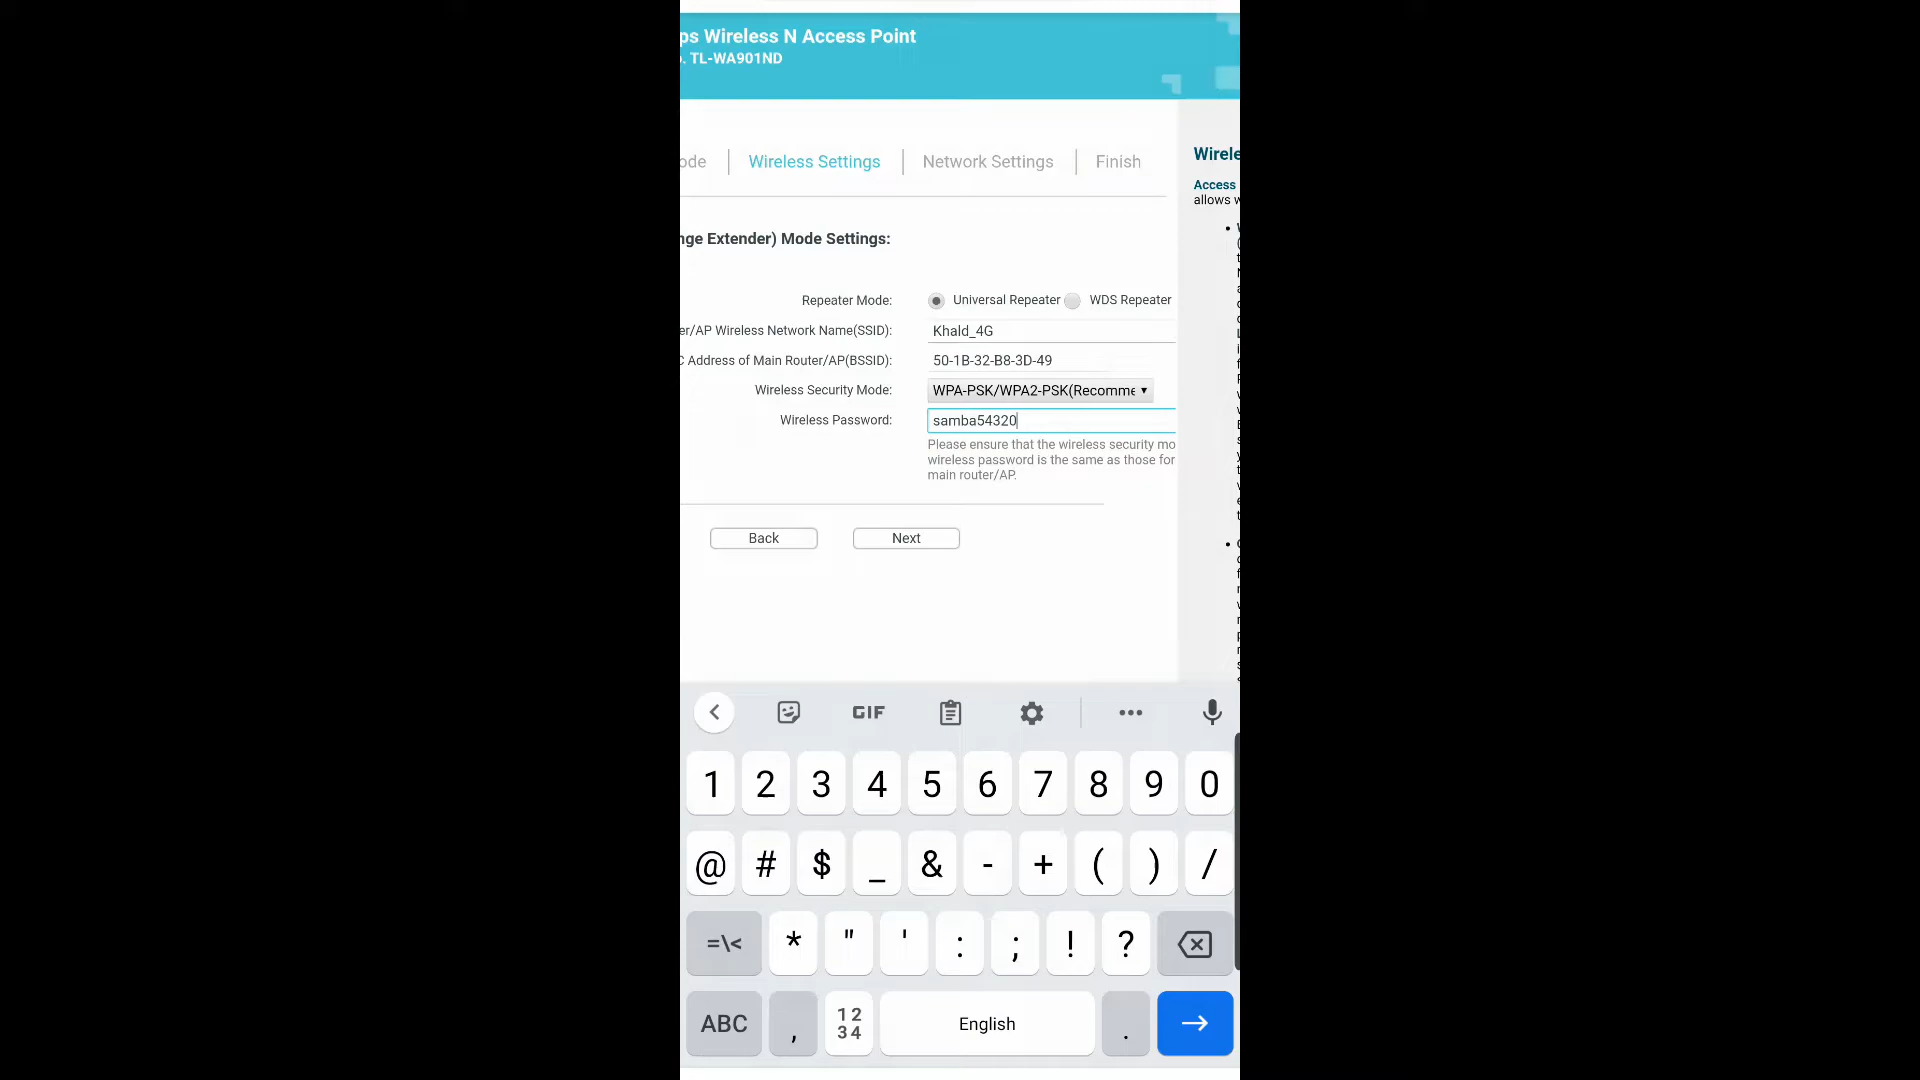 ps Wireless N Access Point
. TL-WA901ND
ode
Wireless Settings
Network Settings
Finish
Wirele
nge Extender) Mode Settings:
Access
allows w
Repeater Mode:
Universal Repeater
WDS Repeater
er/AP Wireless Network Name(SSID):
Khald_4G
C Address of Main Router/AP(BSSID):
50-1B-32-B8-3D-49
Wireless Security Mode:
WPA-PSK/WPA2-PSK(Recomme
Wireless Password:
samba54320
Please ensure that the wireless security mo
wireless password is the same as those for
main router/AP.
Back
Next
GIF
1 2 3 4 5 6 7 8 9 0
@ # $ _ & - + ( ) /
=\< * " ' : ; ! ?
ABC , 1 2 3 4 English .